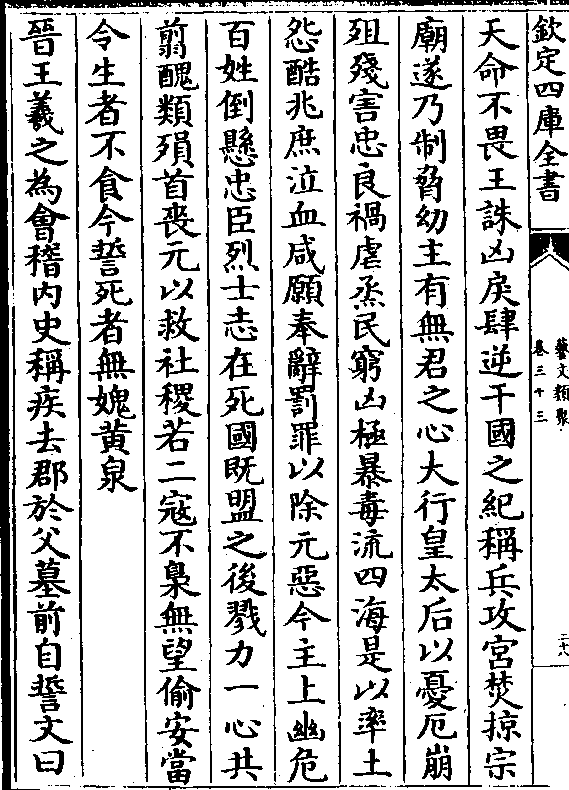 欽定四庫全書
藝文類聚
卷三十三
二八
天命不畏王誅凶戾肆逆干國之紀稱兵攻宮焚掠宗
廟遂乃制脅幼主有無君之心大行皇太后以憂厄崩
殂殘害忠良禍虐烝民窮凶極暴毒流四海是以率土
怨酷兆庶泣血咸願奉辭罰罪以除元惡今主上幽危
百姓倒懸忠臣烈士志在死國既盟之後戮力一心共
翦醜類殞首喪元以救社稷若二寇不梟無望偷安當
令生者不食今誓死者無媿黃泉
晉王羲之為會稽内史稱疾去郡於父墓前自誓文曰